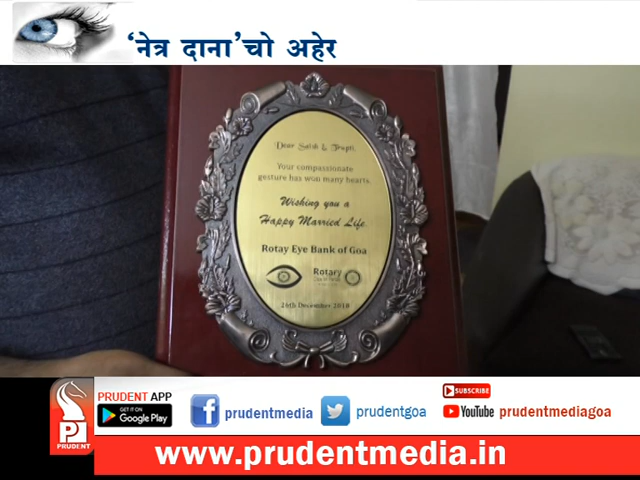 ‘नेत्र दाना’चो अहेर
Dear Satish & Trupti,
Your compassionate
gesture has won many hearts.
Wishing you a
Happy Married Life.
Rotay Eye Bank of Goa
Rotary
26th December 2018
PRUDENT
PRUDENT APP
GET IT ON
Google Play
prudentmedia
prudentgoa
SUBSCRIBE
YouTube prudentmediagoa
www.prudentmedia.in